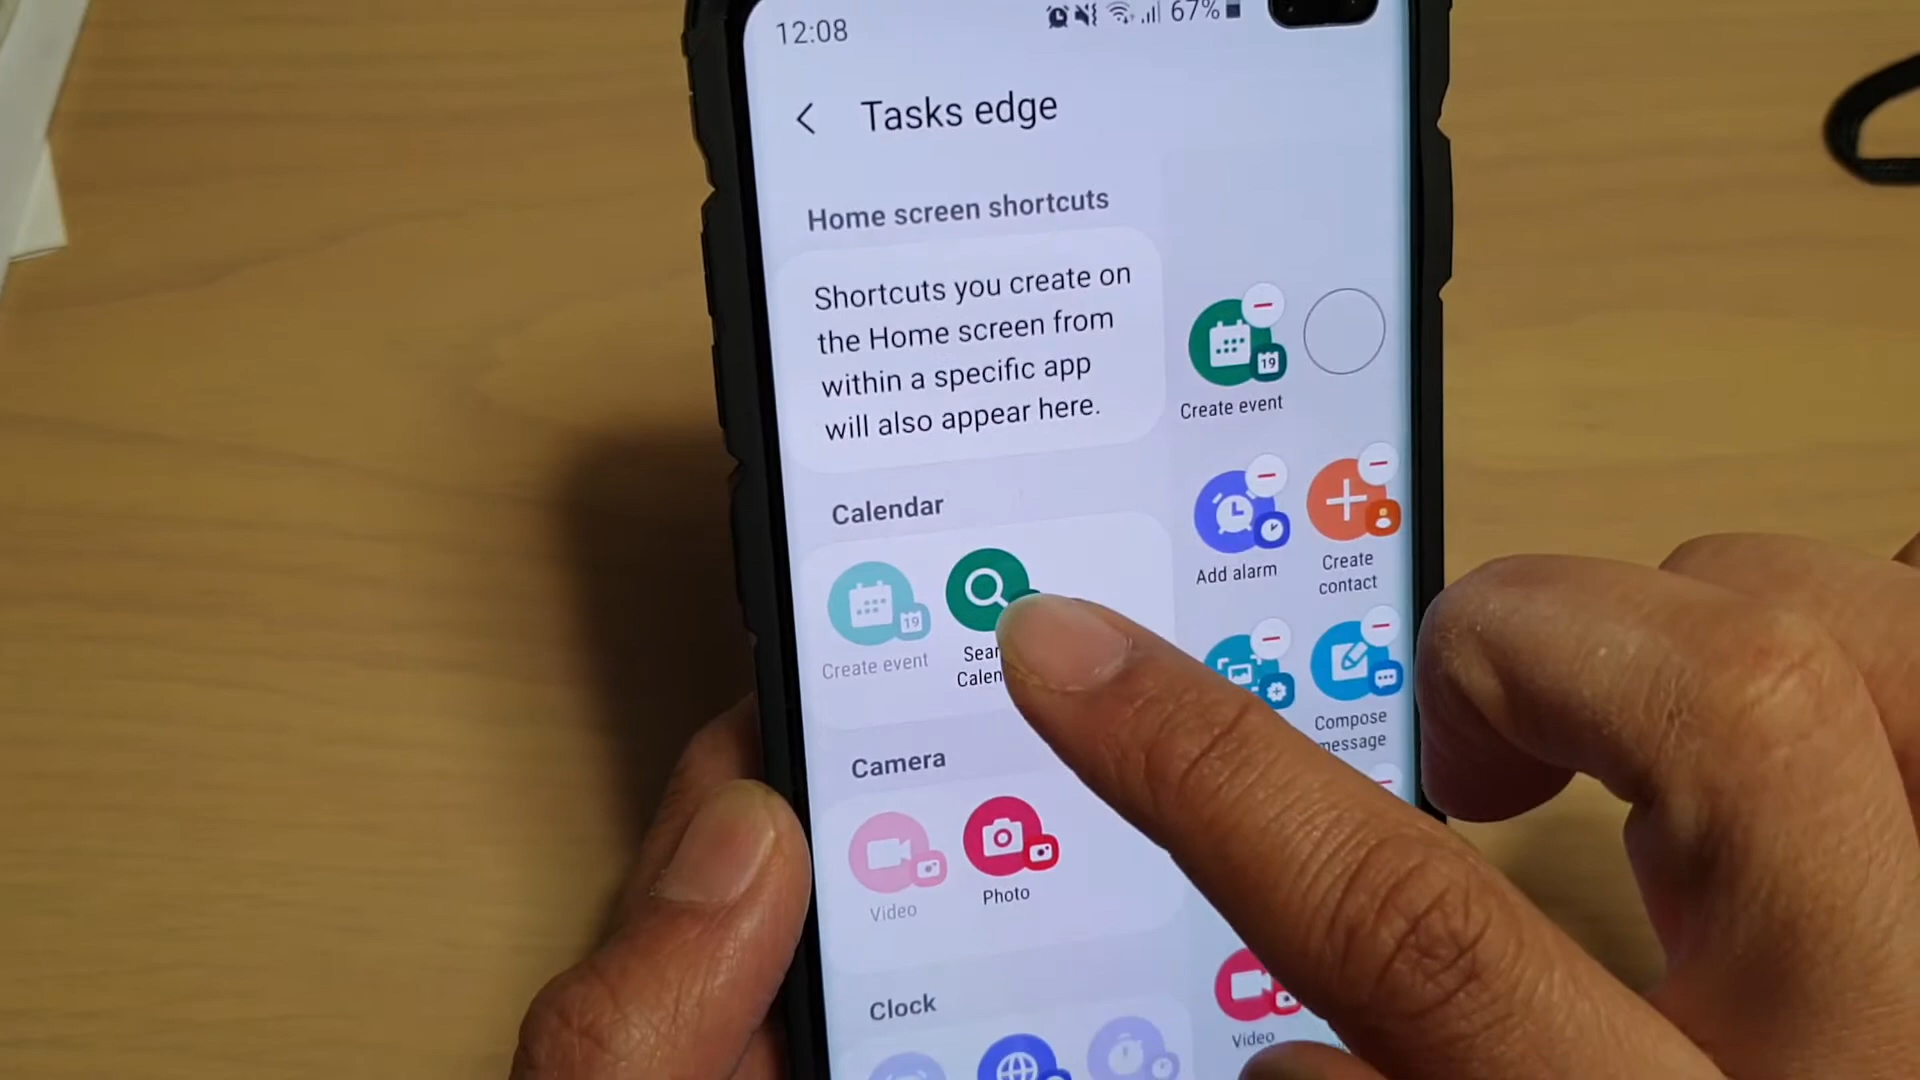 12:08
67%
Tasks edge
Home screen shortcuts
Shortcuts you create on
the Home screen from
within a specific app
will also appear here.
Calendar
19
Create event
Camera
Video
Photo
Clock
19
Create event
Add alarm
Create
contact
Compose
message
Video